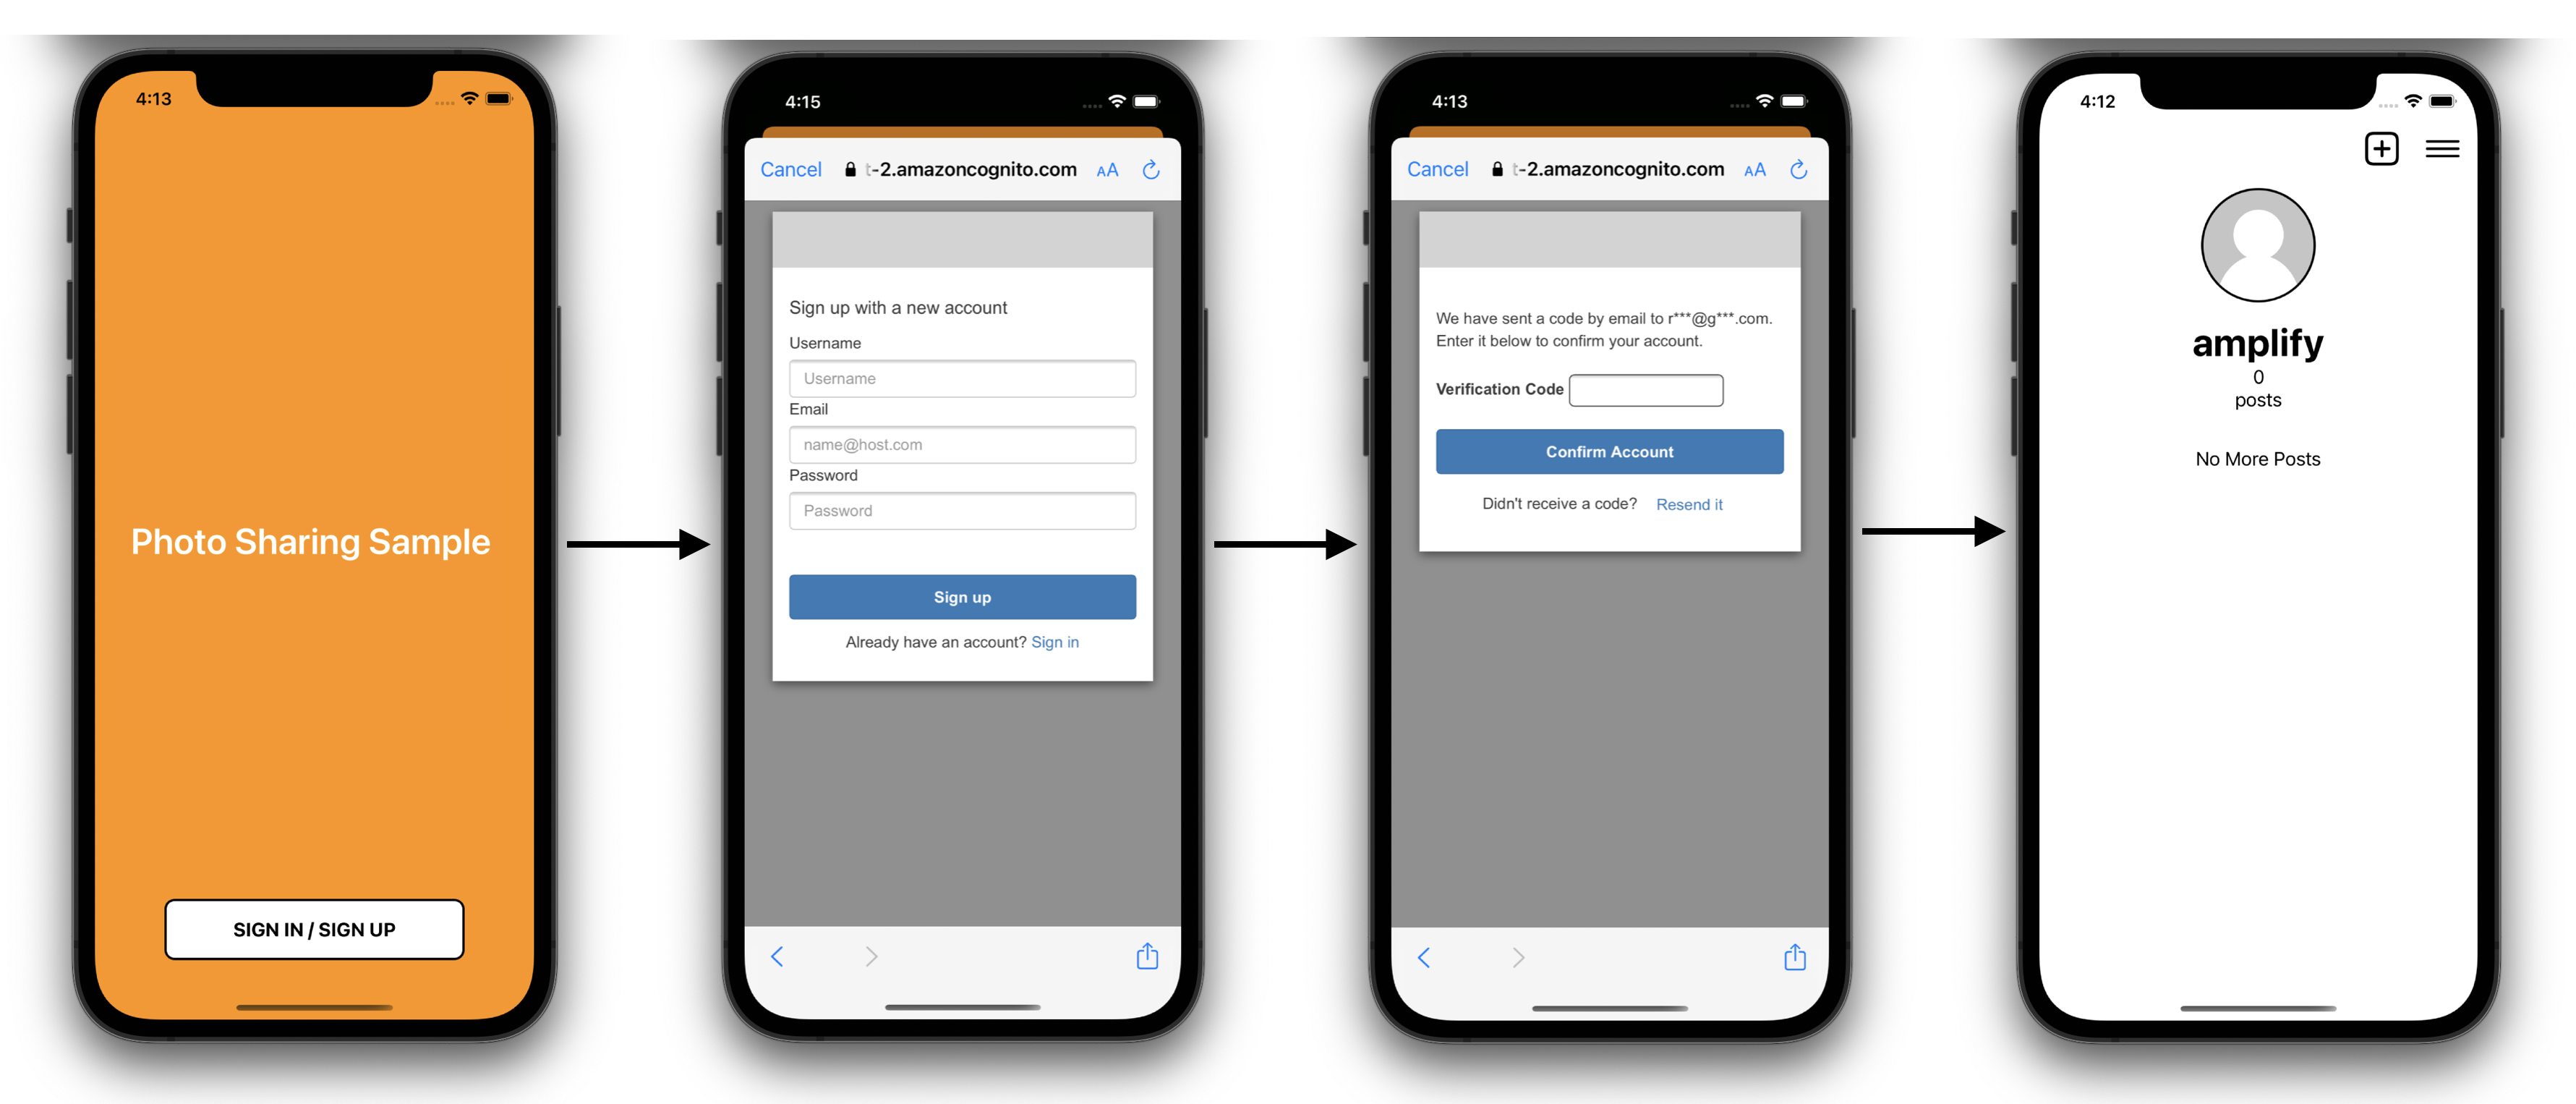 4:13
Photo Sharing Sample
SIGN IN / SIGN UP
4:15
Cancel t-2.amazoncognito.com AA
Sign up with a new account
Username
Username
Email
name@host.com
Password
Password
Sign up
Already have an account? Sign in
4:13
Cancel t-2.amazoncognito.com AA
We have sent a code by email to r***@g***.com.
Enter it below to confirm your account.
Verification Code
Confirm Account
Didn't receive a code? Resend it
4:12
amplify
0
posts
No More Posts